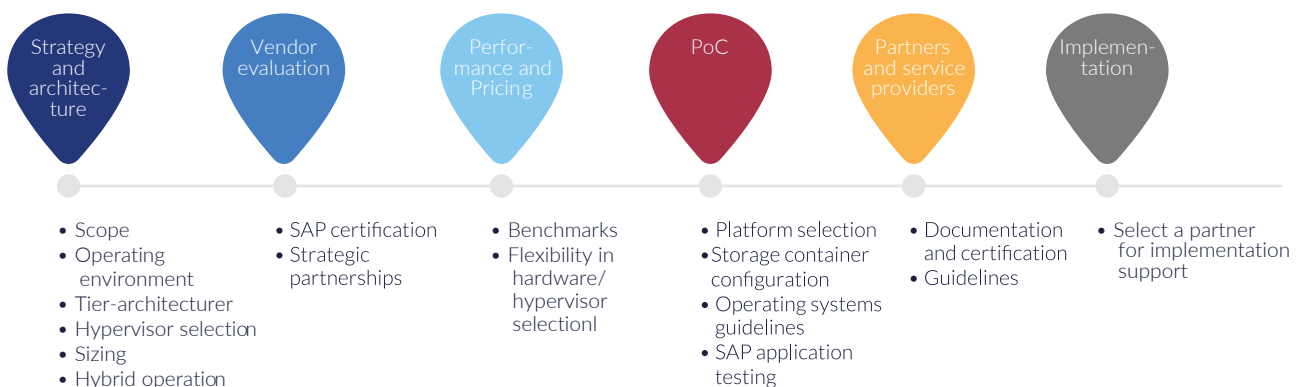 Strategy
and
architec-
ture
Vendor
evaluation
Perfor-
mance and
Pricing
PoC
Partners
and service
providers
Implemen-
tation
• Scope
• Operating
environment
• Tier-architecturer
• Hypervisor selection
• Sizing
• Hybrid operation
• SAP certification
• Strategic
partnerships
• Benchmarks
• Flexibility in
hardware/
hypervisor
selectionl
• Platform selection
• Storage container
configuration
• Operating systems
guidelines
• SAP application
testing
• Documentation
and certification
• Guidelines
• Select a partner
for implementation
support